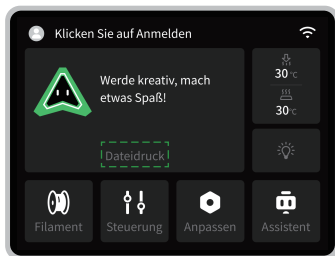 Klicken Sie auf Anmelden
Werde kreativ, mach
etwas Spaß!
Dateidruck
30 °C
30 °C
Filament
Steuerung
Anpassen
Assistent